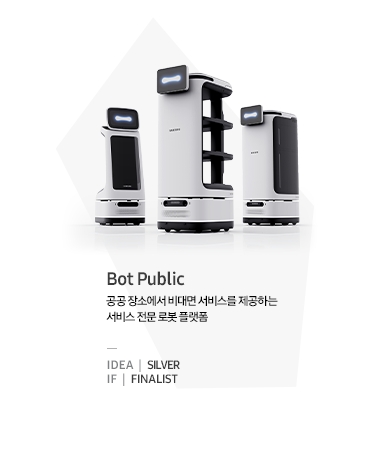 Bot Public
공공 장소에서 비대면 서비스를 제공하는
서비스 전문 로봇 플랫폼
IDEA | SILVER
IF | FINALIST